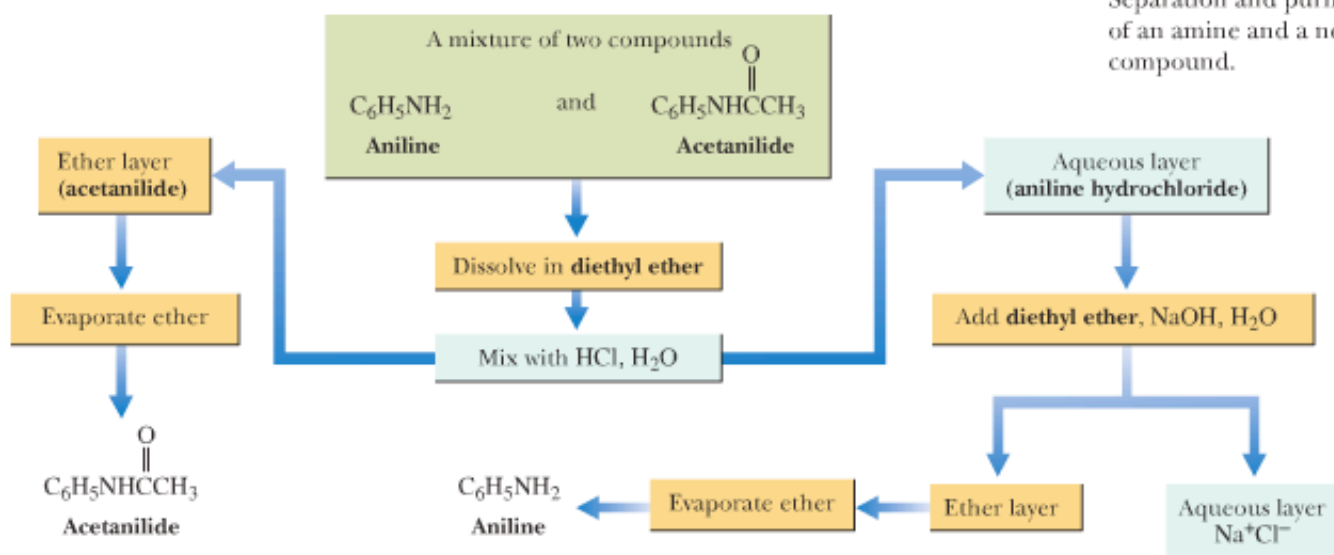 Separation and
of an amine and a
compound.
A mixture of two compounds
O
C₆H₅NH₂ and C₆H₅NHCCH₃
Aniline Acetanilide
Ether layer
(acetanilide)
Aqueous layer
(aniline hydrochloride)
Dissolve in diethyl ether
Evaporate ether
Add diethyl ether, NaOH, H₂O
Mix with HCl, H₂O
O
C₆H₅NHCCH₃
Acetanilide
C₆H₅NH₂
Aniline
Evaporate ether
Ether layer
Aqueous layer
Na⁺Cl⁻